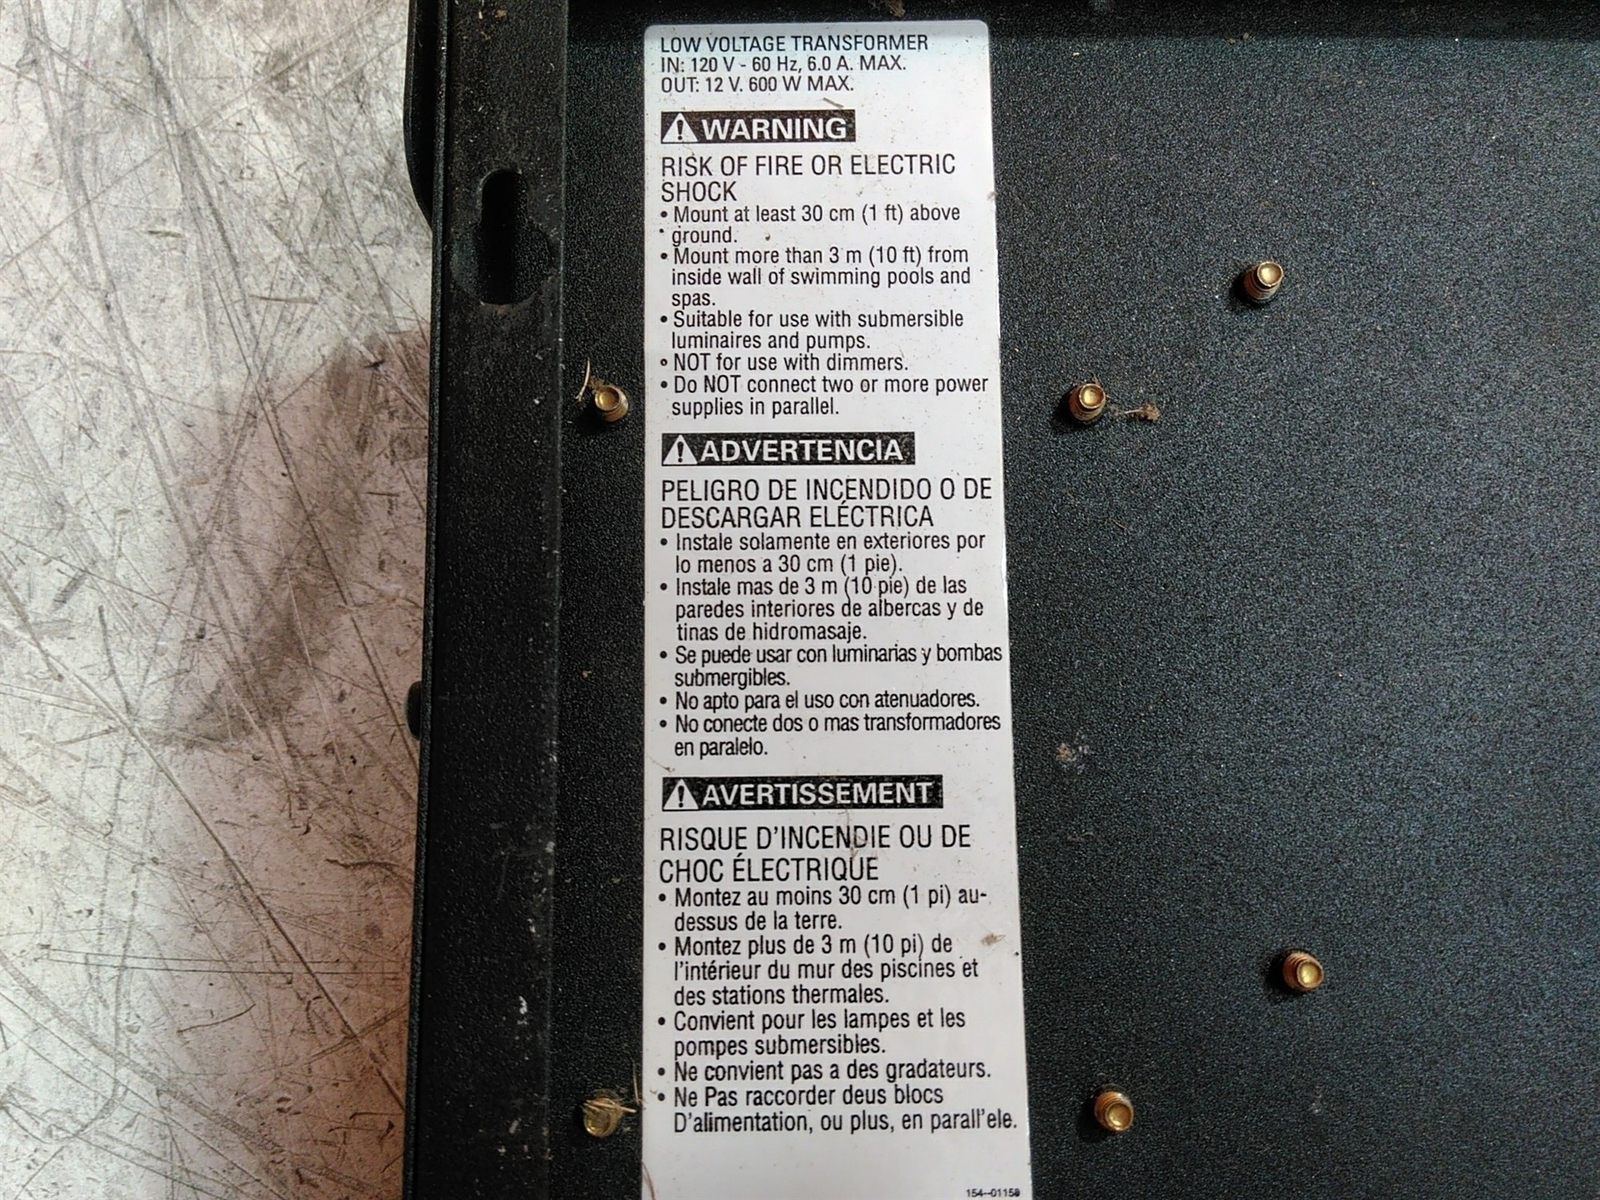 LOW VOLTAGE TRANSFORMER
IN: 120 V - 60 Hz, 6.0 A. MAX.
OUT: 12 V. 600 W MAX.
WARNING
RISK OF FIRE OR ELECTRIC
SHOCK
• Mount at least 30 cm (1 ft) above
ground.
• Mount more than 3 m (10 ft) from
inside wall of swimming pools and
spas.
• Suitable for use with submersible
luminaires and pumps.
• NOT for use with dimmers.
• Do NOT connect two or more power
supplies in parallel.
ADVERTENCIA
PELIGRO DE INCENDIDO O DE
DESCARGAR ELÉCTRICA
• Instale solamente en exteriores por
lo menos a 30 cm (1 pie).
• Instale mas de 3 m (10 pie) de las
paredes interiores de albercas y de
tinas de hidromasaje.
• Se puede usar con luminarias y bombas
submergibles.
• No apto para el uso con atenuadores.
• No conecte dos o mas transformadores
en paralelo.
AVERTISSEMENT
RISQUE D'INCENDIE OU DE
CHOC ÉLECTRIQUE
• Montez au moins 30 cm (1 pi) au-
dessus de la terre.
• Montez plus de 3 m (10 pi) de
l'intérieur du mur des piscines et
des stations thermales.
• Convient pour les lampes et les
pompes submersibles.
• Ne convient pas a des gradateurs.
• Ne Pas raccorder deus blocs
D'alimentation, ou plus, en parall'ele.